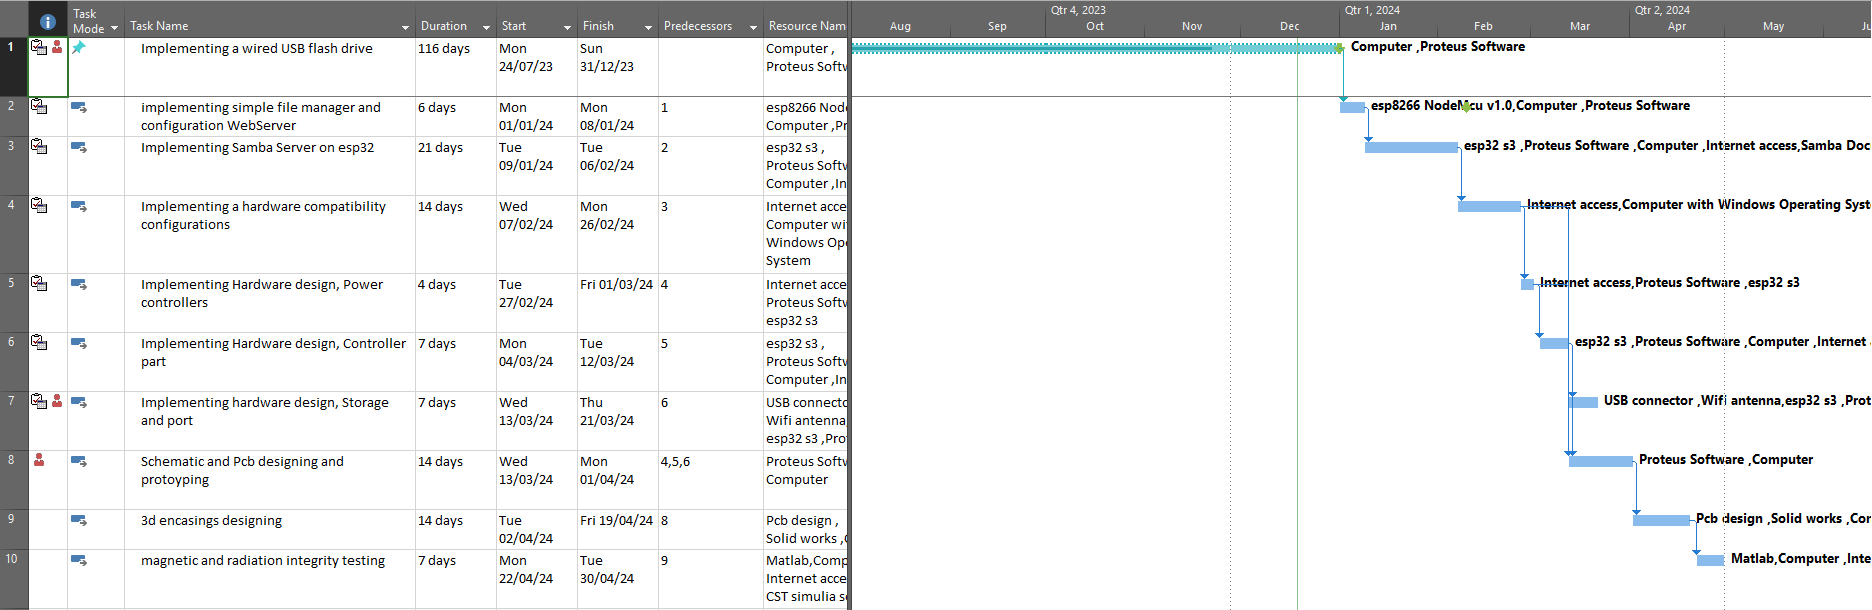 Qtr 4, 2023 Qtr 1, 2024 Qtr 2, 2024
Task
Mode Task Name Duration Start Finish Predecessors Resource Nam Aug Sep Oct Nov Dec Jan Feb Mar Apr May Ju
1 Implementing a wired USB flash drive 116 days Mon Sun Computer , Computer ,Proteus Software
24/07/23 31/12/23 Proteus Softw
2 implementing simple file manager and 6 days Mon Mon 1 esp8266 Node esp8266 NodeMcu v1.0,Computer ,Proteus Software
configuration WebServer 01/01/24 08/01/24 Computer ,Pr
3 Implementing Samba Server on esp32 21 days Tue Tue 2 esp32 s3 , esp32 s3 ,Proteus Software ,Computer ,Internet access,Samba Doc
09/01/24 06/02/24 Proteus Softw
Computer ,In
4 Implementing a hardware compatibility 14 days Wed Mon 3 Internet acce Internet access,Computer with Windows Operating Syst
configurations 07/02/24 26/02/24 Computer wi
Windows Ope
System
5 Implementing Hardware design, Power 4 days Tue Fri 01/03/24 4 Internet acce Internet access,Proteus Software ,esp32 s3
controllers 27/02/24 Proteus Softw
esp32 s3
6 Implementing Hardware design, Controller 7 days Mon Tue 5 esp32 s3 , esp32 s3 ,Proteus Software ,Computer ,Internet
part 04/03/24 12/03/24 Proteus Softw
Computer ,In
7 Implementing hardware design, Storage 7 days Wed Thu 6 USB connecto USB connector ,Wifi antenna,esp32 s3 ,Prot
and port 13/03/24 21/03/24 Wifi antenna,
esp32 s3 ,Pro
8 Schematic and Pcb designing and 14 days Wed Mon 4,5,6 Proteus Softw Proteus Software ,Computer
protoyping 13/03/24 01/04/24 Computer
9 3d encasings designing 14 days Tue Fri 19/04/24 8 Pcb design , Pcb design ,Solid works ,Con
02/04/24 Solid works ,C
10 magnetic and radiation integrity testing 7 days Mon Tue 9 Matlab,Comp Matlab,Computer ,Inte
22/04/24 30/04/24 Internet acce
CST simulia s